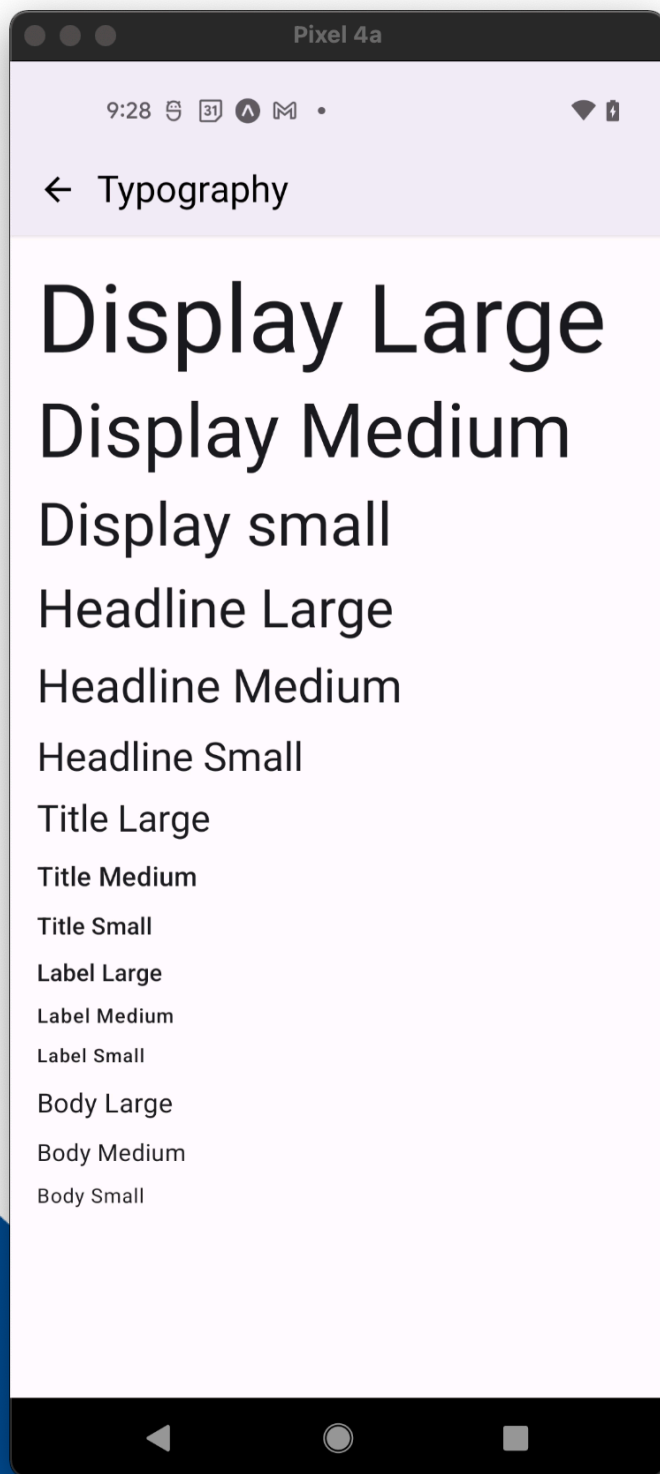 Pixel 4a
9:28 31
Typography
Display Large
Display Medium
Display small
Headline Large
Headline Medium
Headline Small
Title Large
Title Medium
Title Small
Label Large
Label Medium
Label Small
Body Large
Body Medium
Body Small